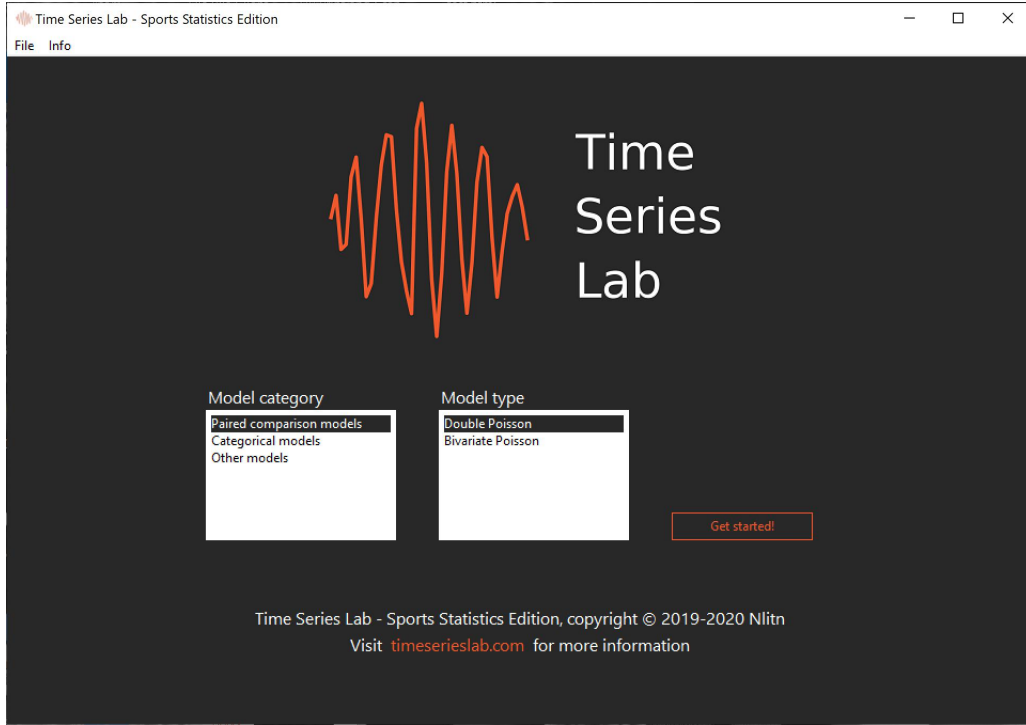 Time Series Lab - Sports Statistics Edition
File Info
Time
Series
Lab
Model category
Paired comparison models
Categorical models
Other models
Model type
Double Poisson
Bivariate Poisson
Get started!
Time Series Lab - Sports Statistics Edition, copyright © 2019-2020 Nlitn
Visit timeserieslab.com for more information